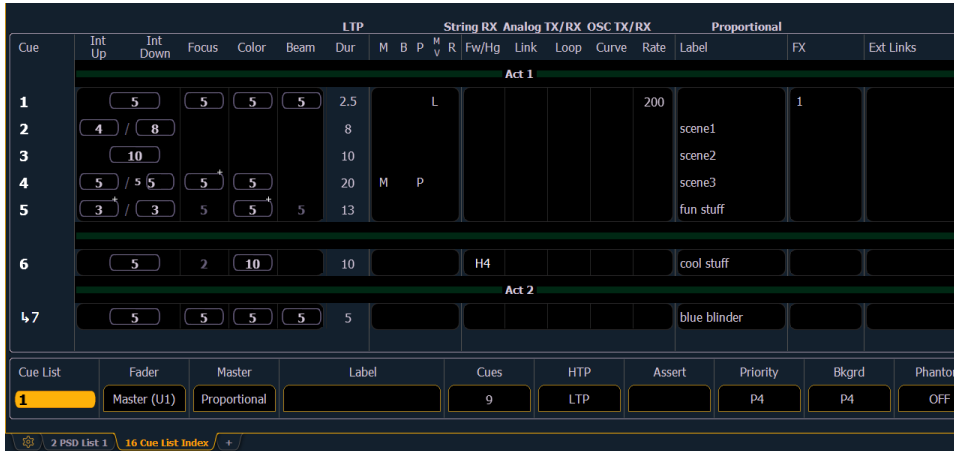 LTP String RX Analog TX/RX OSC TX/RX Proportional
Cue Int Up Int Down Focus Color Beam Dur M B P M V R Fw/Hg Link Loop Curve Rate Label FX Ext Links
Act 1
1 5 5 5 5 2.5 L 200 1
2 4 / 8 8 scene1
3 10 10 scene2
4 5 / 5 5 5+ 5 20 M P scene3
5 3+ / 3 5 5+ 5 13 fun stuff
6 5 2 10 10 H4 cool stuff
Act 2
↳7 5 5 5 5 5 blue blinder
Cue List Fader Master Label Cues HTP Assert Priority Bkgrd Phanto
1 Master (U1) Proportional 9 LTP P4 P4 OFF
2 PSD List 1 16 Cue List Index +